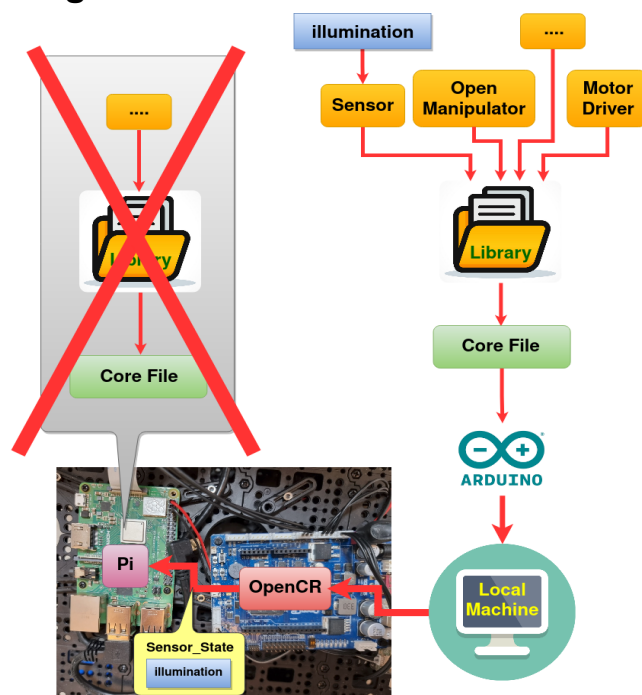 illumination
....
....
Sensor
Open
Manipulator
Motor
Driver
Library
Library
Core File
Core File
ARDUINO
Pi
OpenCR
Local
Machine
Sensor_State
illumination